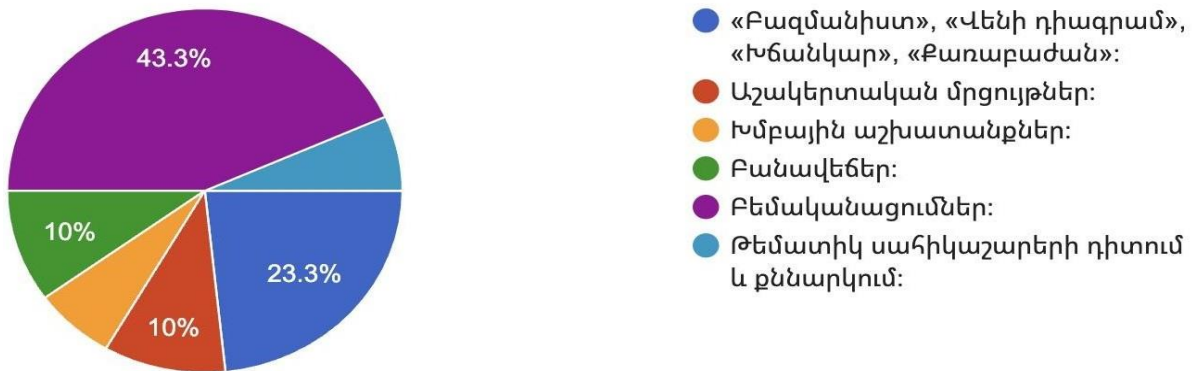 43.3%
10%
10%
23.3%
«Բազմանիստ», «Վենի դիագրամ»,
«Խճանկար», «Քառաբաժան»:
Աշակերտական մրցույթներ:
Խմբային աշխատանքներ:
Բանավեճեր:
Բեմականացումներ:
Թեմատիկ սահիկաշարերի դիտում
և քննարկում: